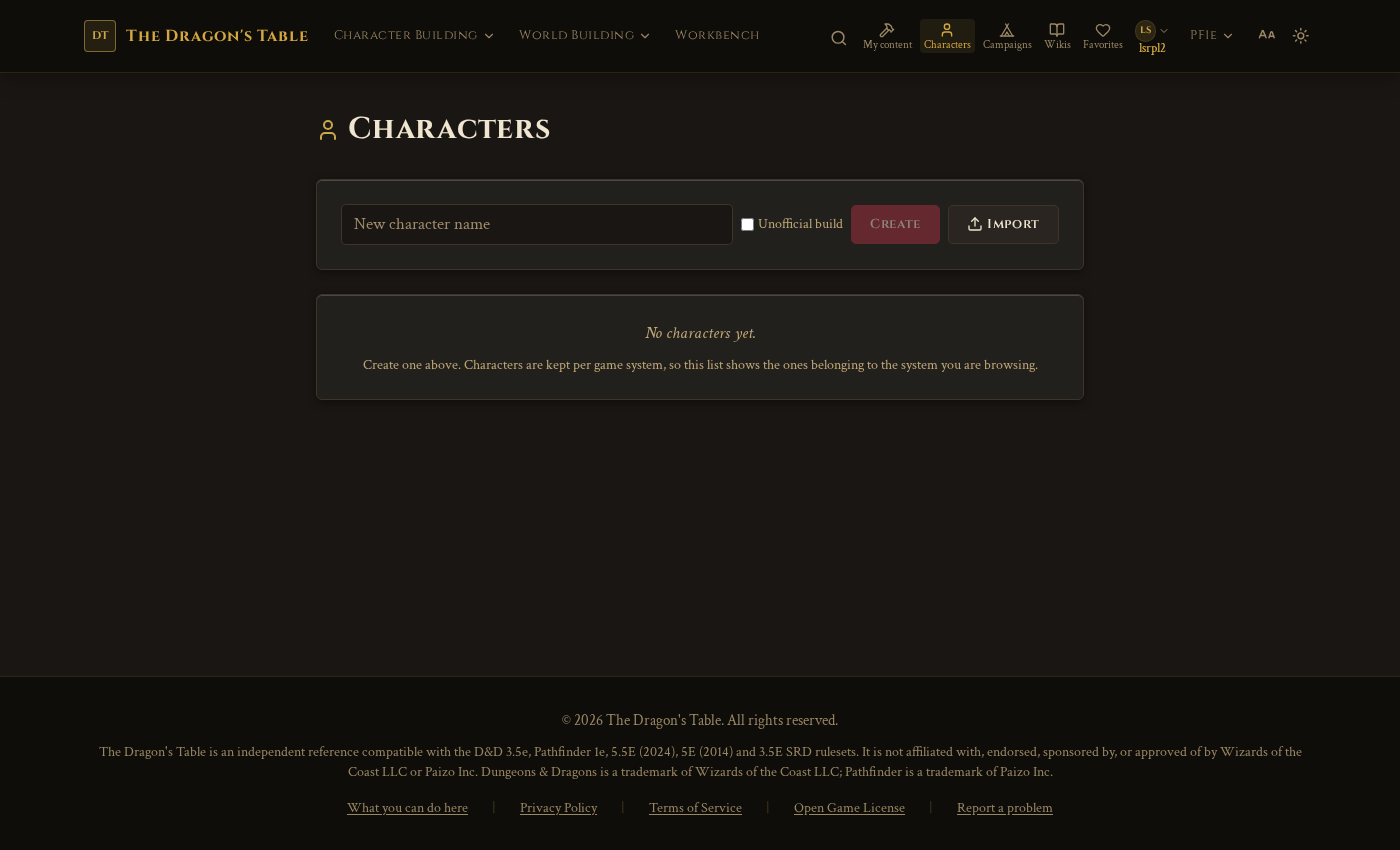 DT
The Dragon's Table
Character Building
World Building
Workbench
My content
Characters
Campaigns
Wikis
Favorites
LS
lsrpl2
PF1e
AA
Characters
New character name
Unofficial build
Create
Import
No characters yet.
Create one above. Characters are kept per game system, so this list shows the ones belonging to the system you are browsing.
© 2026 The Dragon's Table. All rights reserved.
The Dragon's Table is an independent reference compatible with the D&D 3.5e, Pathfinder 1e, 5.5E (2024), 5E (2014) and 3.5E SRD rulesets. It is not affiliated with, endorsed, sponsored by, or approved of by Wizards of the
Coast LLC or Paizo Inc. Dungeons & Dragons is a trademark of Wizards of the Coast LLC; Pathfinder is a trademark of Paizo Inc.
What you can do here
Privacy Policy
Terms of Service
Open Game License
Report a problem